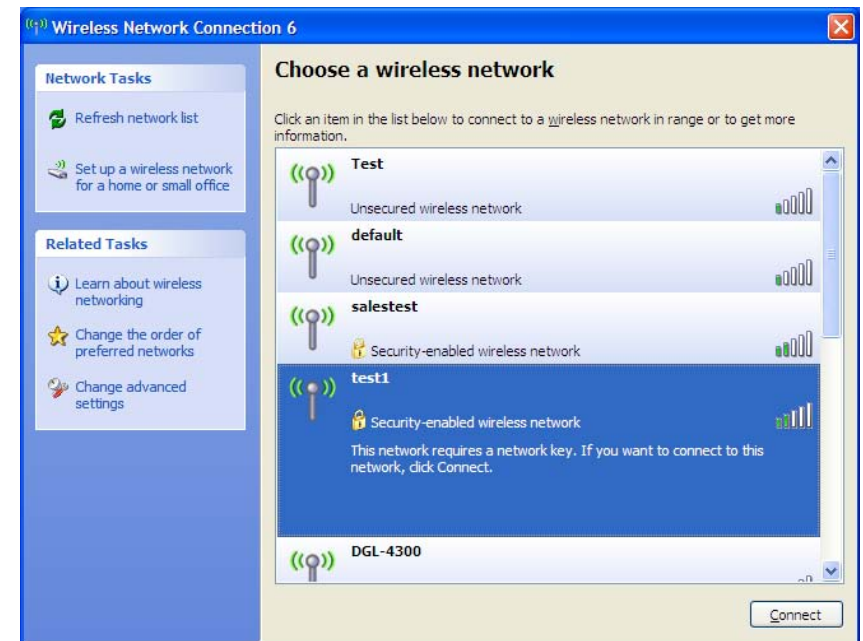 Wireless Network Connection 6
Network Tasks
Refresh network list
Set up a wireless network
for a home or small office
Related Tasks
Learn about wireless
networking
Change the order of
preferred networks
Change advanced
settings
Choose a wireless network
Click an item in the list below to connect to a wireless network in range or to get more
information.
Test
Unsecured wireless network
default
Unsecured wireless network
salestest
Security-enabled wireless network
test1
Security-enabled wireless network
This network requires a network key. If you want to connect to this
network, click Connect.
DGL-4300
Connect